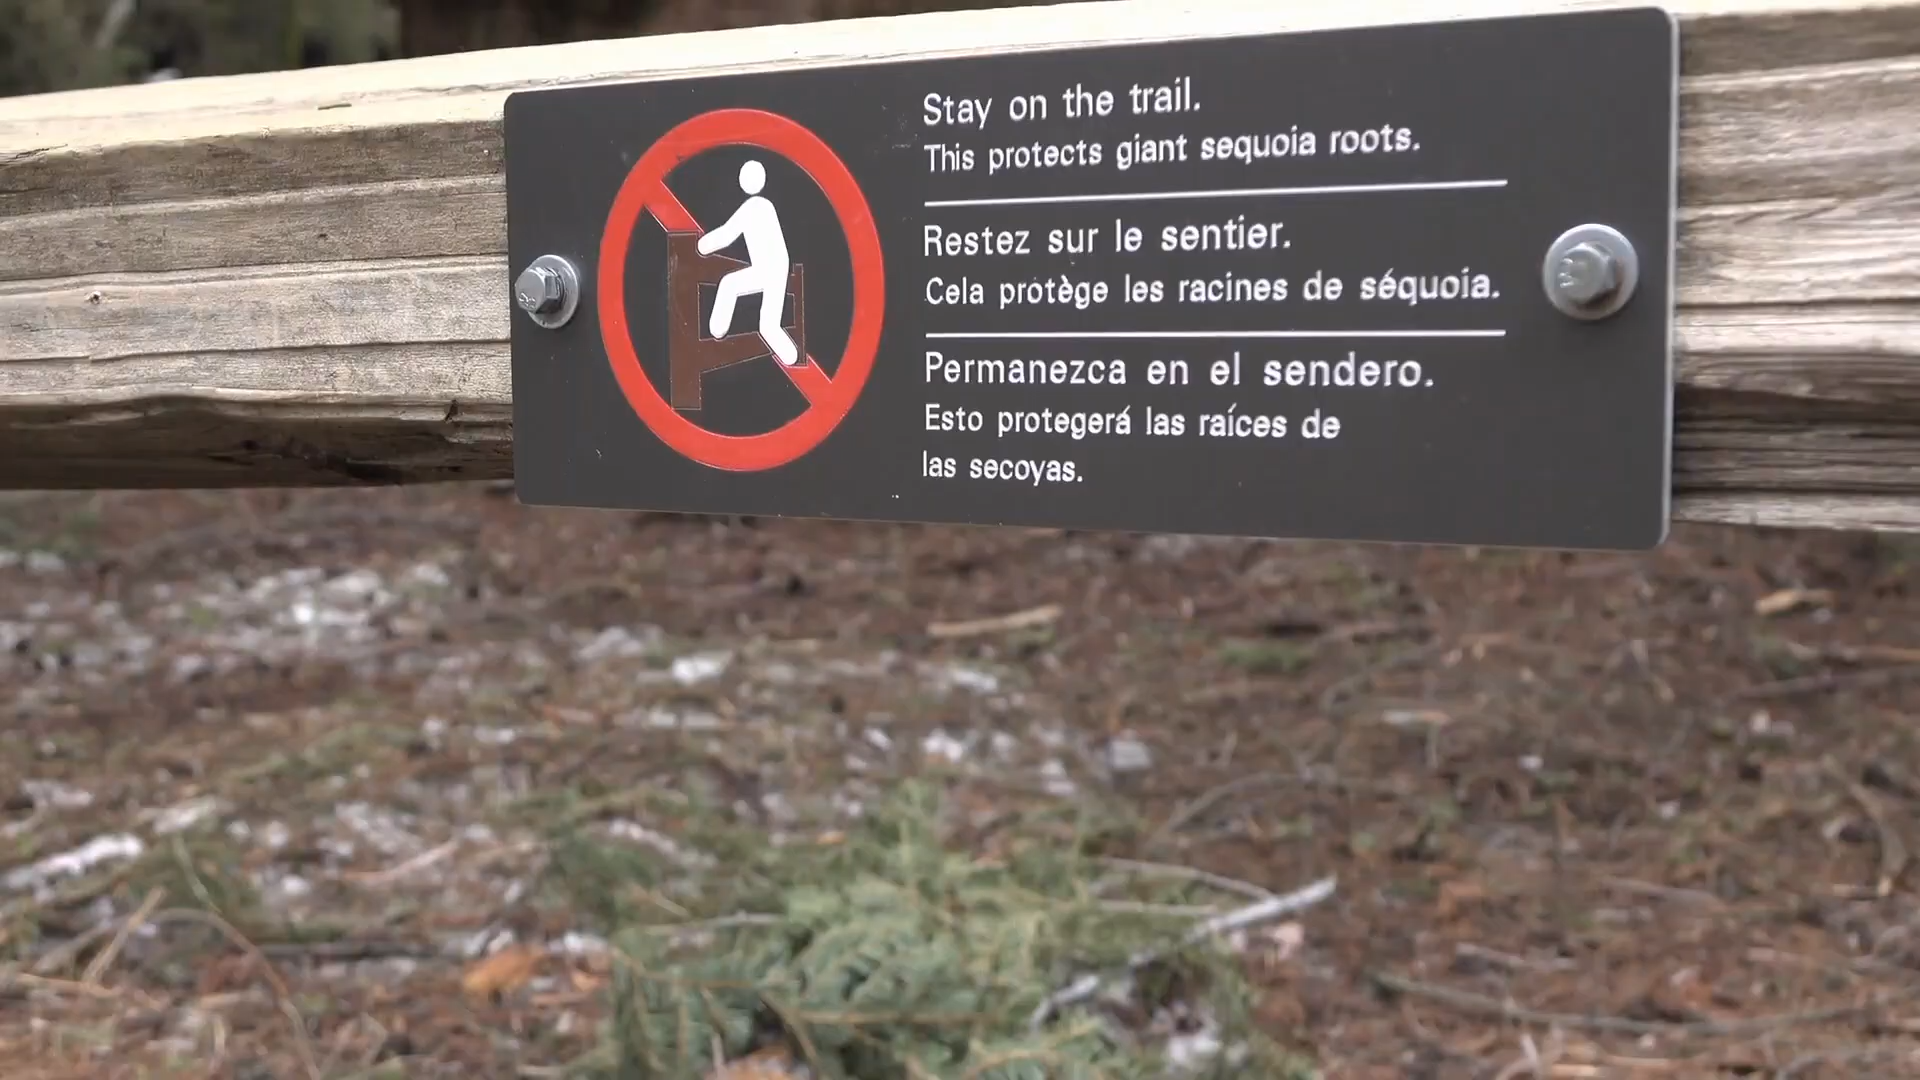 Stay on the trail.
This protects giant sequoia roots.
Restez sur le sentier.
Cela protège les racines de séquoia.
Permanezca en el sendero.
Esto protegerá las raíces de
las secoyas.